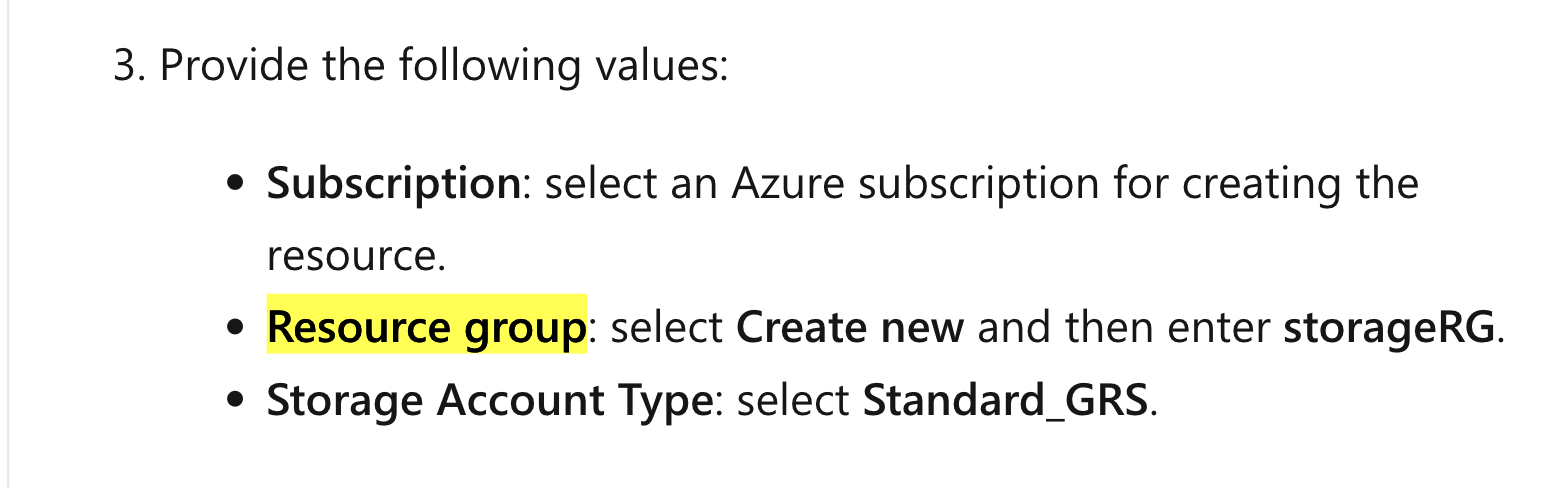 3. Provide the following values:
• Subscription: select an Azure subscription for creating the
resource.
• Resource group: select Create new and then enter storageRG.
• Storage Account Type: select Standard_GRS.